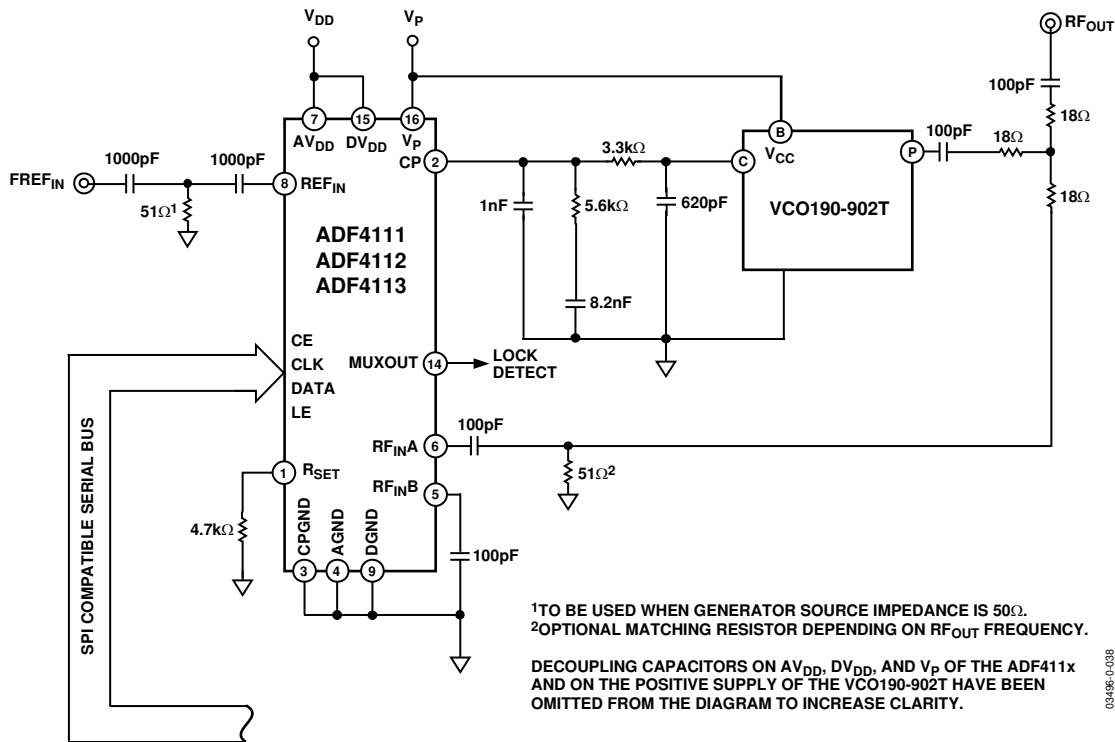 VDD
VP
RFOUT
100pF
18Ω
7
15
16
AVDD
DVDD
VP
CP
2
3.3kΩ
B
VCC
C
P
100pF
18Ω
18Ω
1000pF
1000pF
FREFIN
8
REFIN
51Ω1
1nF
5.6kΩ
620pF
VCO190-902T
ADF4111
ADF4112
ADF4113
8.2nF
CE
CLK
DATA
LE
MUXOUT
14
LOCK
DETECT
SPI COMPATIBLE SERIAL BUS
100pF
RFINA
6
51Ω2
1
RSET
RFINB
5
4.7kΩ
CPGND
AGND
DGND
100pF
3
4
9
1TO BE USED WHEN GENERATOR SOURCE IMPEDANCE IS 50Ω.
2OPTIONAL MATCHING RESISTOR DEPENDING ON RFOUT FREQUENCY.
DECOUPLING CAPACITORS ON AVDD, DVDD, AND VP OF THE ADF411x
AND ON THE POSITIVE SUPPLY OF THE VCO190-902T HAVE BEEN
OMITTED FROM THE DIAGRAM TO INCREASE CLARITY.
03496-0-038